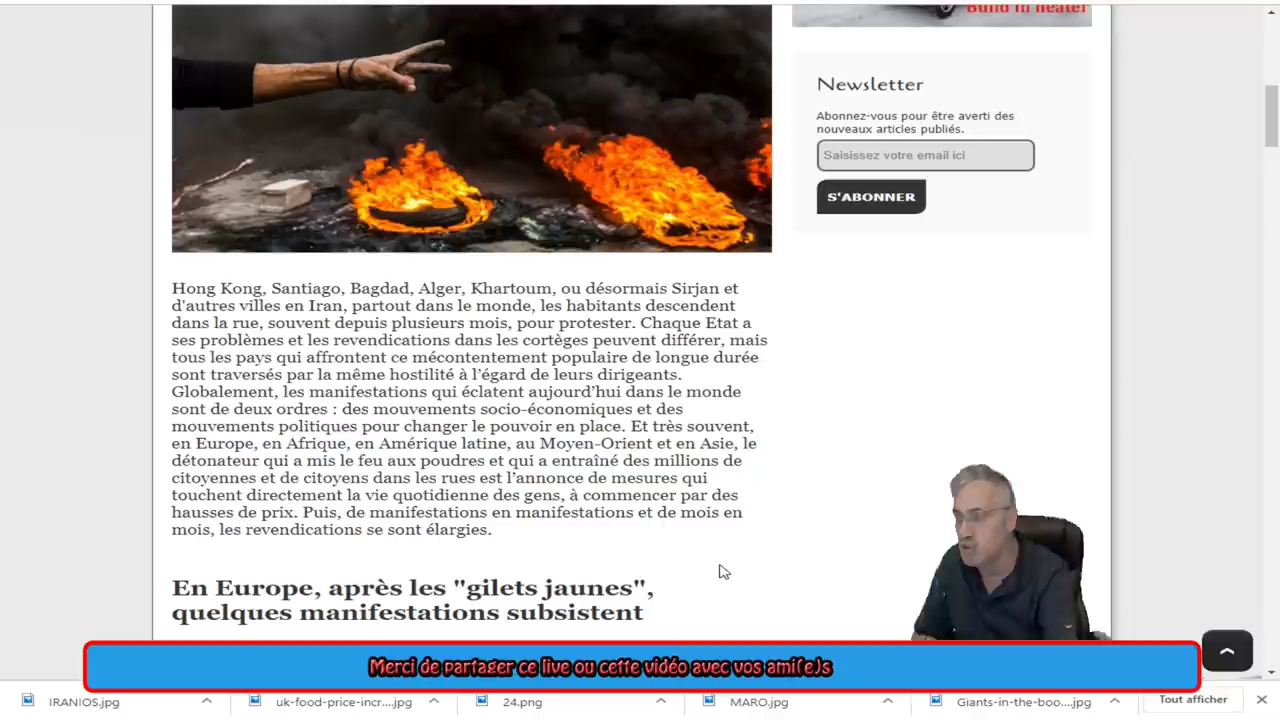 Build in heater
Newsletter
Abonnez-vous pour être averti des
nouveaux articles publiés.
Saisissez votre email ici
S'ABONNER
Hong Kong, Santiago, Bagdad, Alger, Khartoum, ou désormais Sirjan et
d'autres villes en Iran, partout dans le monde, les habitants descendent
dans la rue, souvent depuis plusieurs mois, pour protester. Chaque Etat a
ses problèmes et les revendications dans les cortèges peuvent différer, mais
tous les pays qui affrontent ce mécontentement populaire de longue durée
sont traversés par la même hostilité à l'égard de leurs dirigeants.
Globalement, les manifestations qui éclatent aujourd'hui dans le monde
sont de deux ordres : des mouvements socio-économiques et des
mouvements politiques pour changer le pouvoir en place. Et très souvent,
en Europe, en Afrique, en Amérique latine, au Moyen-Orient et en Asie, le
détonateur qui a mis le feu aux poudres et qui a entraîné des millions de
citoyennes et de citoyens dans les rues est l'annonce de mesures qui
touchent directement la vie quotidienne des gens, à commencer par des
hausses de prix. Puis, de manifestations en manifestations et de mois en
mois, les revendications se sont élargies.
En Europe, après les "gilets jaunes",
quelques manifestations subsistent
Merci de partager ce live ou cette vidéo avec vos ami(e)s
IRANIOS.jpg
uk-food-price-incr....jpg
24.png
MARO.jpg
Giants-in-the-boo....jpg
Tout afficher